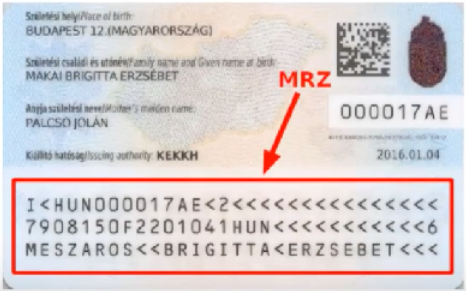 Születési hely/Place of birth:
BUDAPEST 12.(MAGYARORSZÁG)
Születési családi és utónév/Family name and Given name at birth:
MAKAI BRIGITTA ERZSÉBET
MRZ
Anyja születési neve/Mother's maiden name:
PALCSÓ JOLÁN
000017AE
Kiállító hatóság/Issuing authority: KEKKH
2016.01.04
I<HUN000017AE<2<<<<<<<<<<<<<<<
7908150F2201041HUN<<<<<<<<<<<6
MESZAROS<<BRIGITTA<ERZSEBET<<<